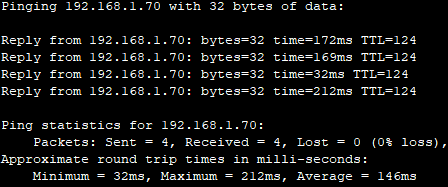 Pinging 192.168.1.70 with 32 bytes of data:
Reply from 192.168.1.70: bytes=32 time=172ms TTL=124
Reply from 192.168.1.70: bytes=32 time=169ms TTL=124
Reply from 192.168.1.70: bytes=32 time=32ms TTL=124
Reply from 192.168.1.70: bytes=32 time=212ms TTL=124
Ping statistics for 192.168.1.70:
Packets: Sent = 4, Received = 4, Lost = 0 (0% loss),
Approximate round trip times in milli-seconds:
Minimum = 32ms, Maximum = 212ms, Average = 146ms